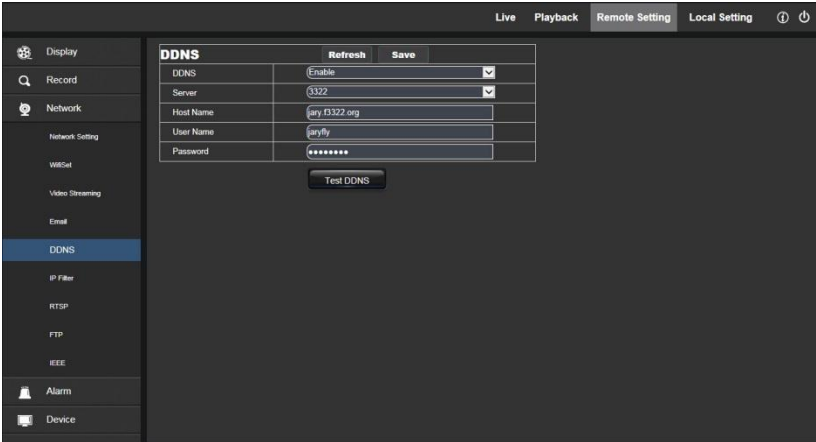 Live Playback Remote Setting Local Setting
Display
Record
Network
Network Setting
WifiSet
Video Streaming
Email
DDNS
IP Filter
RTSP
FTP
IEEE
Alarm
Device
DDNS Refresh Save
DDNS Enable
Server 3322
Host Name jary.f3322.org
User Name jaryfly
Password ••••••••
Test DDNS